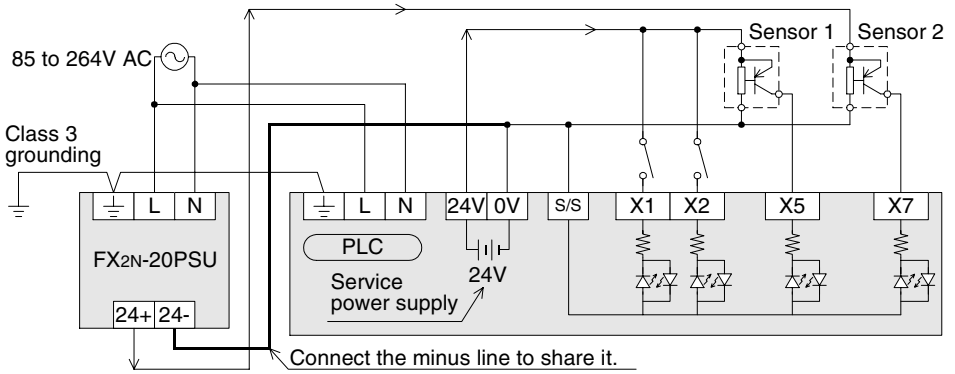 Sensor 1 Sensor 2
85 to 264V AC
Class 3
grounding
L N
L N 24V 0V S/S X1 X2 X5 X7
FX2N-20PSU
PLC
24V
Service
power supply
24+ 24-
Connect the minus line to share it.